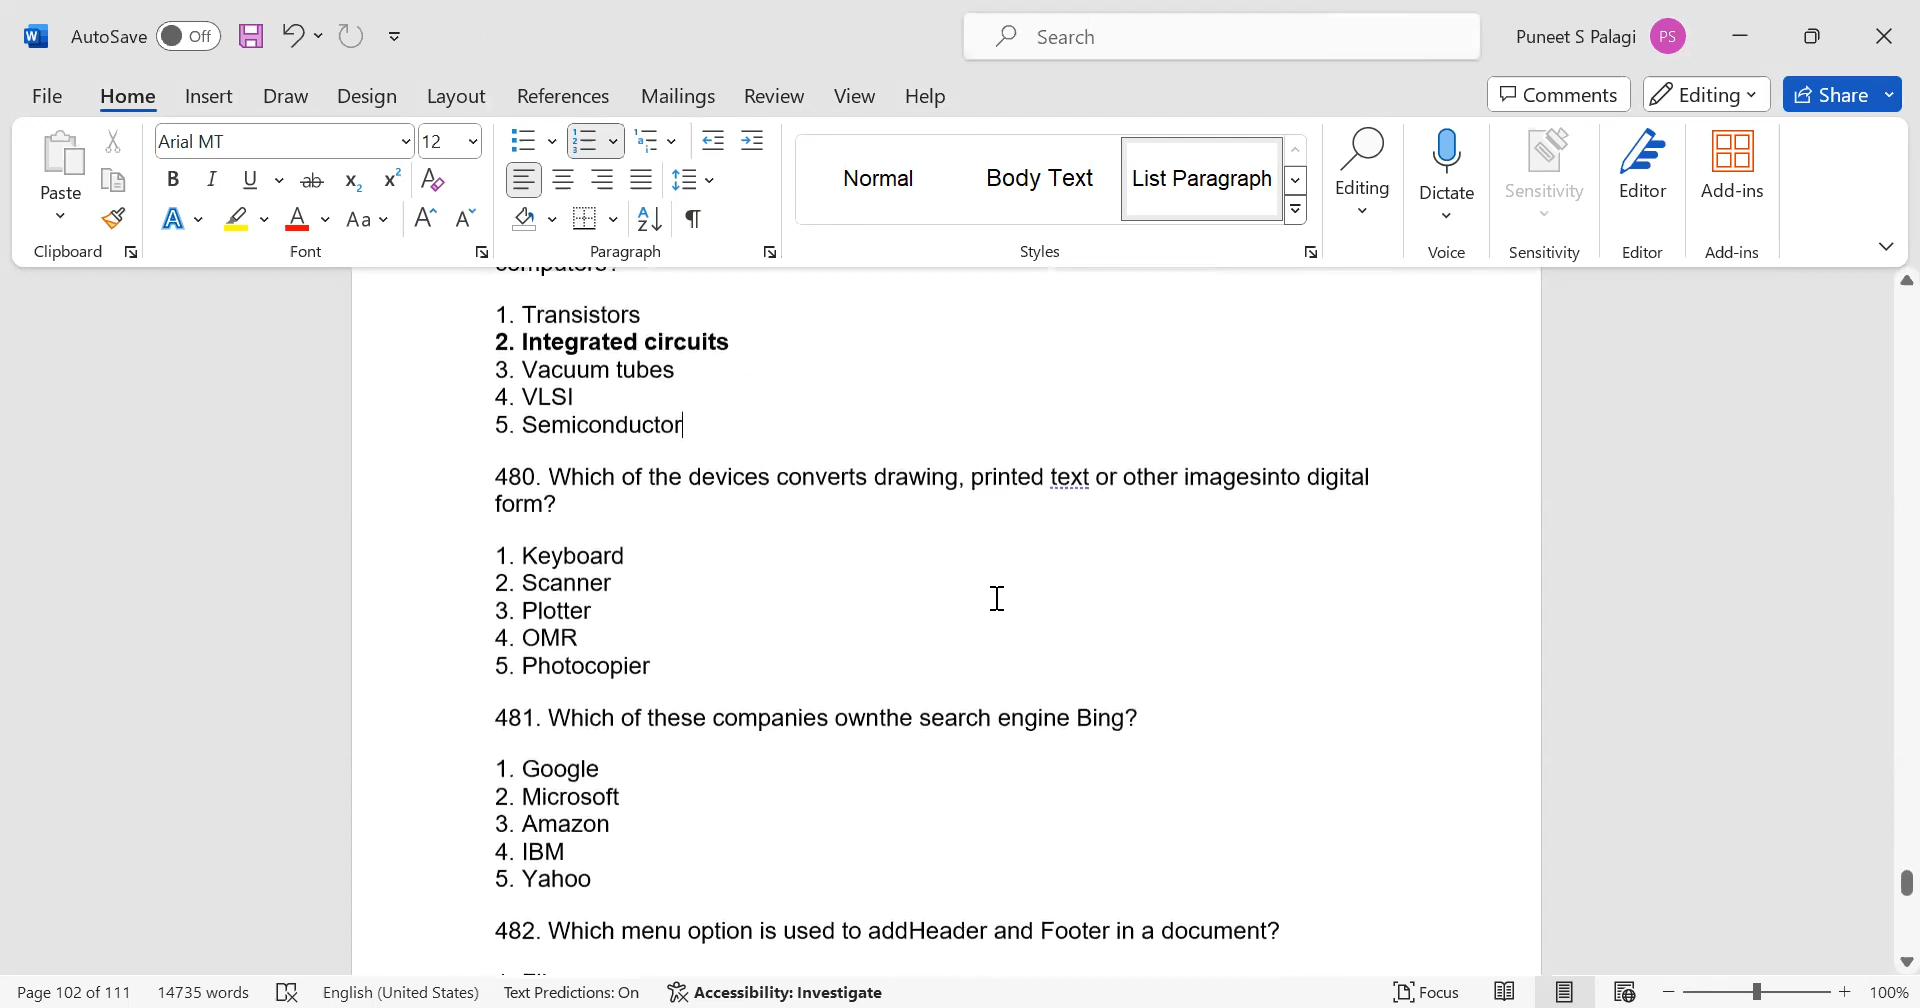 AutoSave Off
Search
Puneet S Palagi PS
File Home Insert Draw Design Layout References Mailings Review View Help
Comments Editing Share
Arial MT 12
Normal Body Text List Paragraph
Paste
Editing
Dictate
Sensitivity
Editor
Add-ins
Clipboard Font Paragraph Styles Voice Sensitivity Editor Add-ins
1. Transistors
2. Integrated circuits
3. Vacuum tubes
4. VLSI
5. Semiconductor
480. Which of the devices converts drawing, printed text or other imagesinto digital
form?
1. Keyboard
2. Scanner
3. Plotter
4. OMR
5. Photocopier
481. Which of these companies ownthe search engine Bing?
1. Google
2. Microsoft
3. Amazon
4. IBM
5. Yahoo
482. Which menu option is used to addHeader and Footer in a document?
Page 102 of 111 14735 words English (United States) Text Predictions: On Accessibility: Investigate Focus 100%